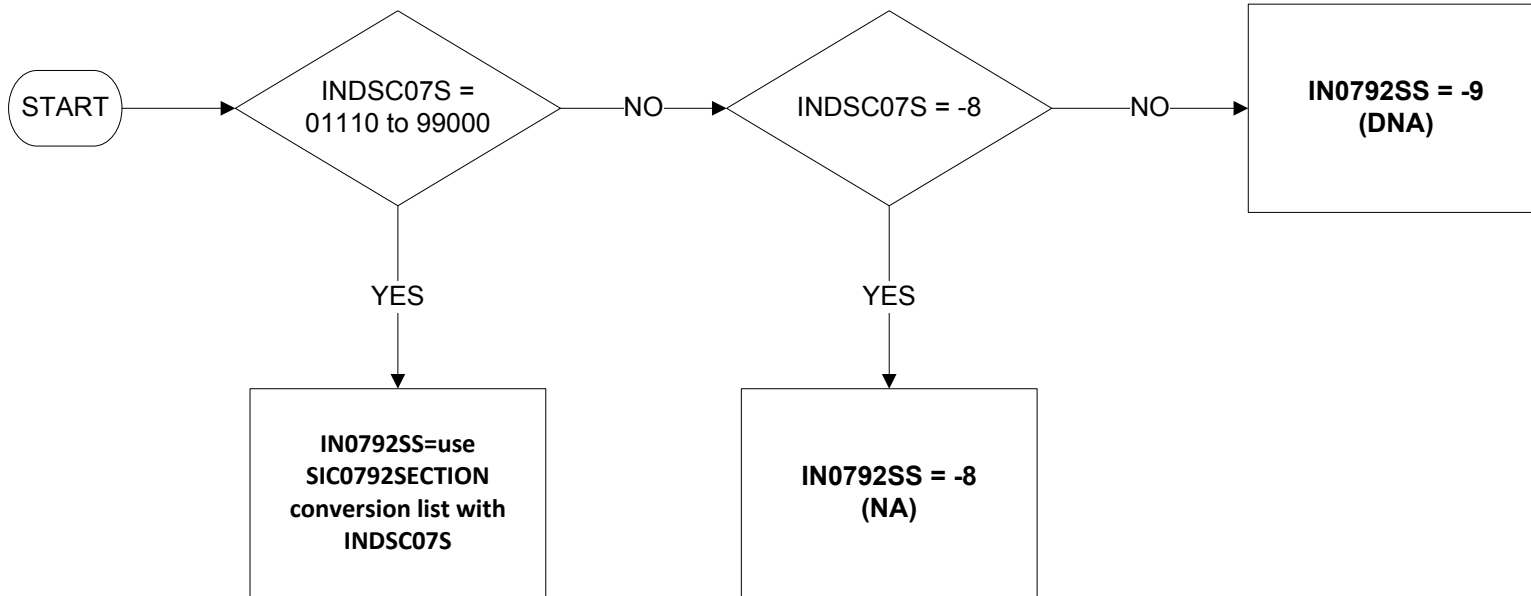 START
INDSC07S =
01110 to 99000
NO
INDSC07S = -8
NO
IN0792SS = -9
(DNA)
YES
YES
IN0792SS=use
SIC0792SECTION
conversion list with
INDSC07S
IN0792SS = -8
(NA)